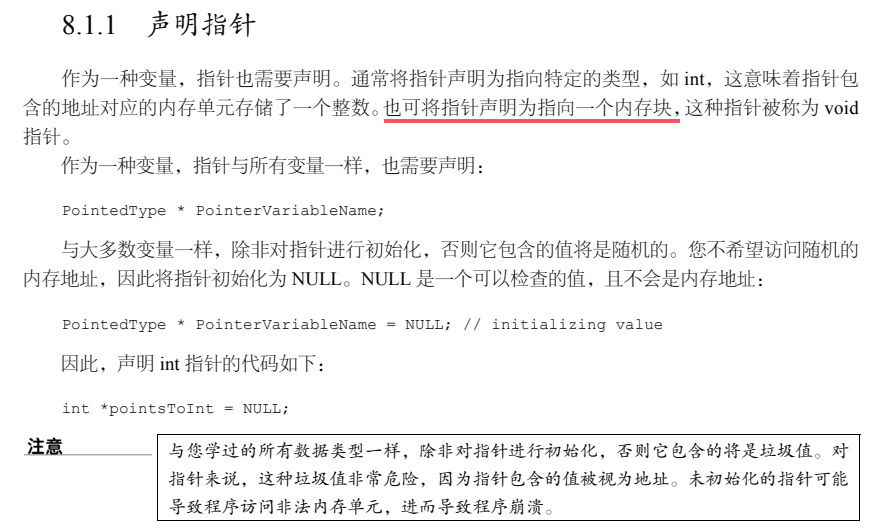 8.1.1 声明指针
作为一种变量，指针也需要声明。通常将指针声明为指向特定的类型，如 int，这意味着指针包
含的地址对应的内存单元存储了一个整数。也可将指针声明为指向一个内存块，这种指针被称为 void
指针。
作为一种变量，指针与所有变量一样，也需要声明：
PointedType * PointerVariableName;
与大多数变量一样，除非对指针进行初始化，否则它包含的值将是随机的。您不希望访问随机的
内存地址，因此将指针初始化为 NULL。NULL 是一个可以检查的值，且不会是内存地址：
PointedType * PointerVariableName = NULL; // initializing value
因此，声明 int 指针的代码如下：
int *pointsToInt = NULL;
注意
与您学过的所有数据类型一样，除非对指针进行初始化，否则它包含的将是垃圾值。对
指针来说，这种垃圾值非常危险，因为指针包含的值被视为地址。未初始化的指针可能
导致程序访问非法内存单元，进而导致程序崩溃。